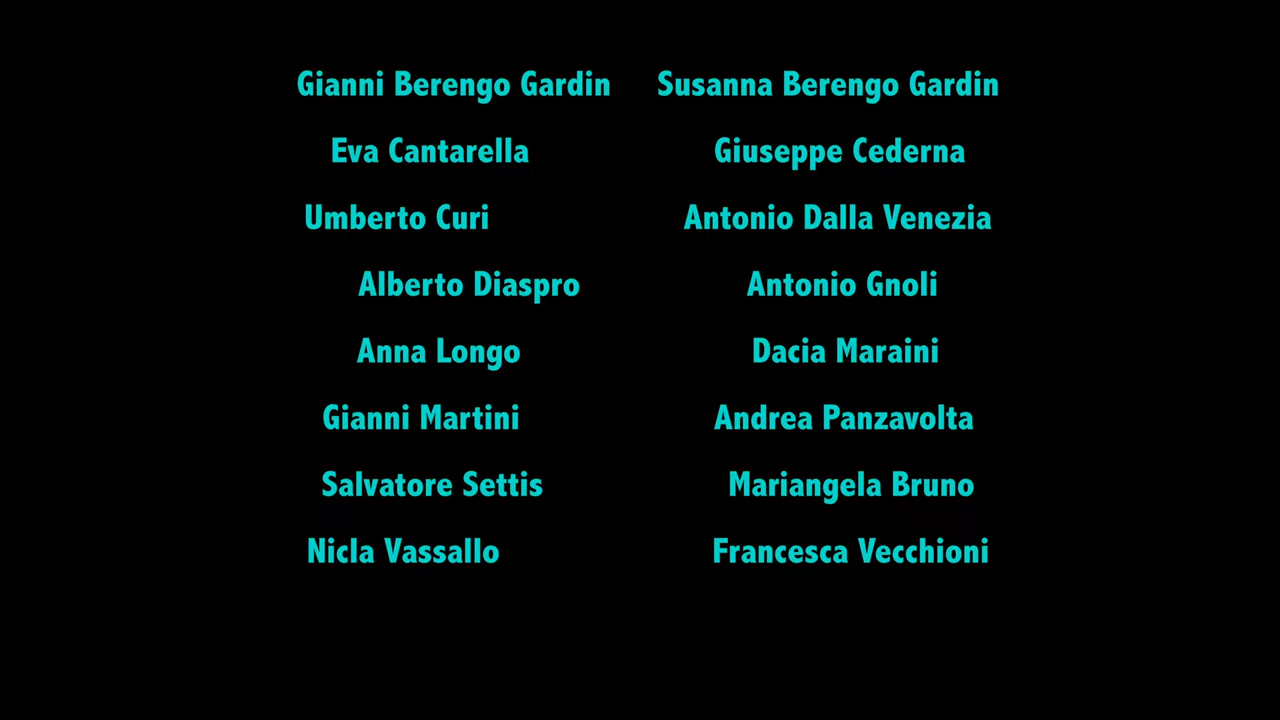 Gianni Berengo Gardin Susanna Berengo Gardin
Eva Cantarella Giuseppe Cederna
Umberto Curi Antonio Dalla Venezia
Alberto Diaspro Antonio Gnoli
Anna Longo Dacia Maraini
Gianni Martini Andrea Panzavolta
Salvatore Settis Mariangela Bruno
Nicla Vassallo Francesca Vecchioni